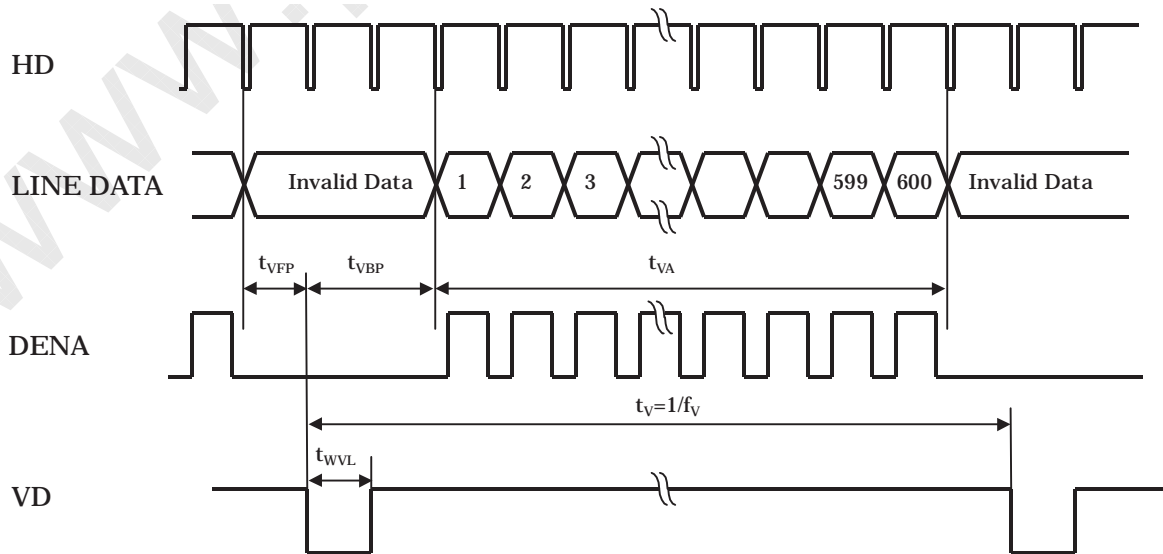 www.
HD
LINE DATA
Invalid Data 1 2 3 599 600 Invalid Data
tVFP tVBP tVA
DENA
tV=1/fV
tWVL
VD